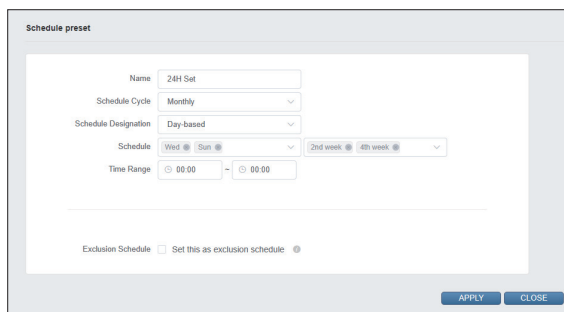 Schedule preset
Name 24H Set
Schedule Cycle Monthly
Schedule Designation Day-based
Schedule Wed Sun 2nd week 4th week
Time Range 00:00 ~ 00:00
Exclusion Schedule Set this as exclusion schedule
APPLY CLOSE